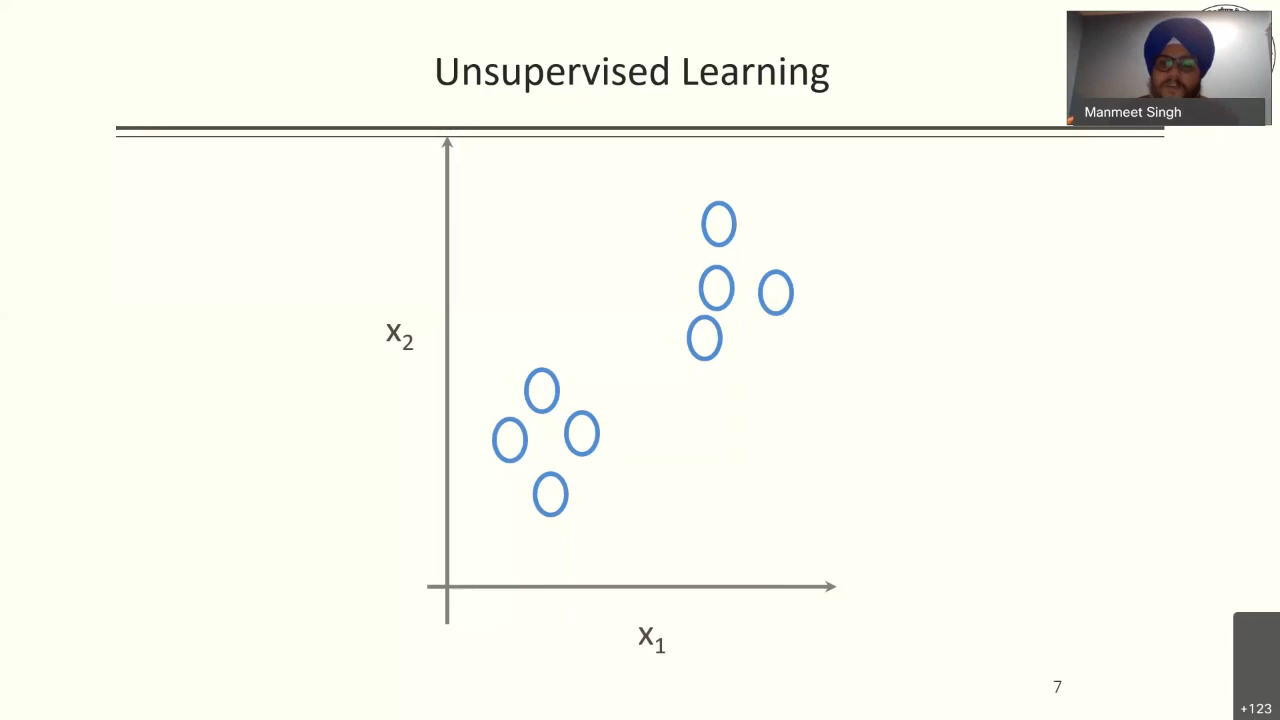 Unsupervised Learning
Manmeet Singh
x₂
x₁
7
+123